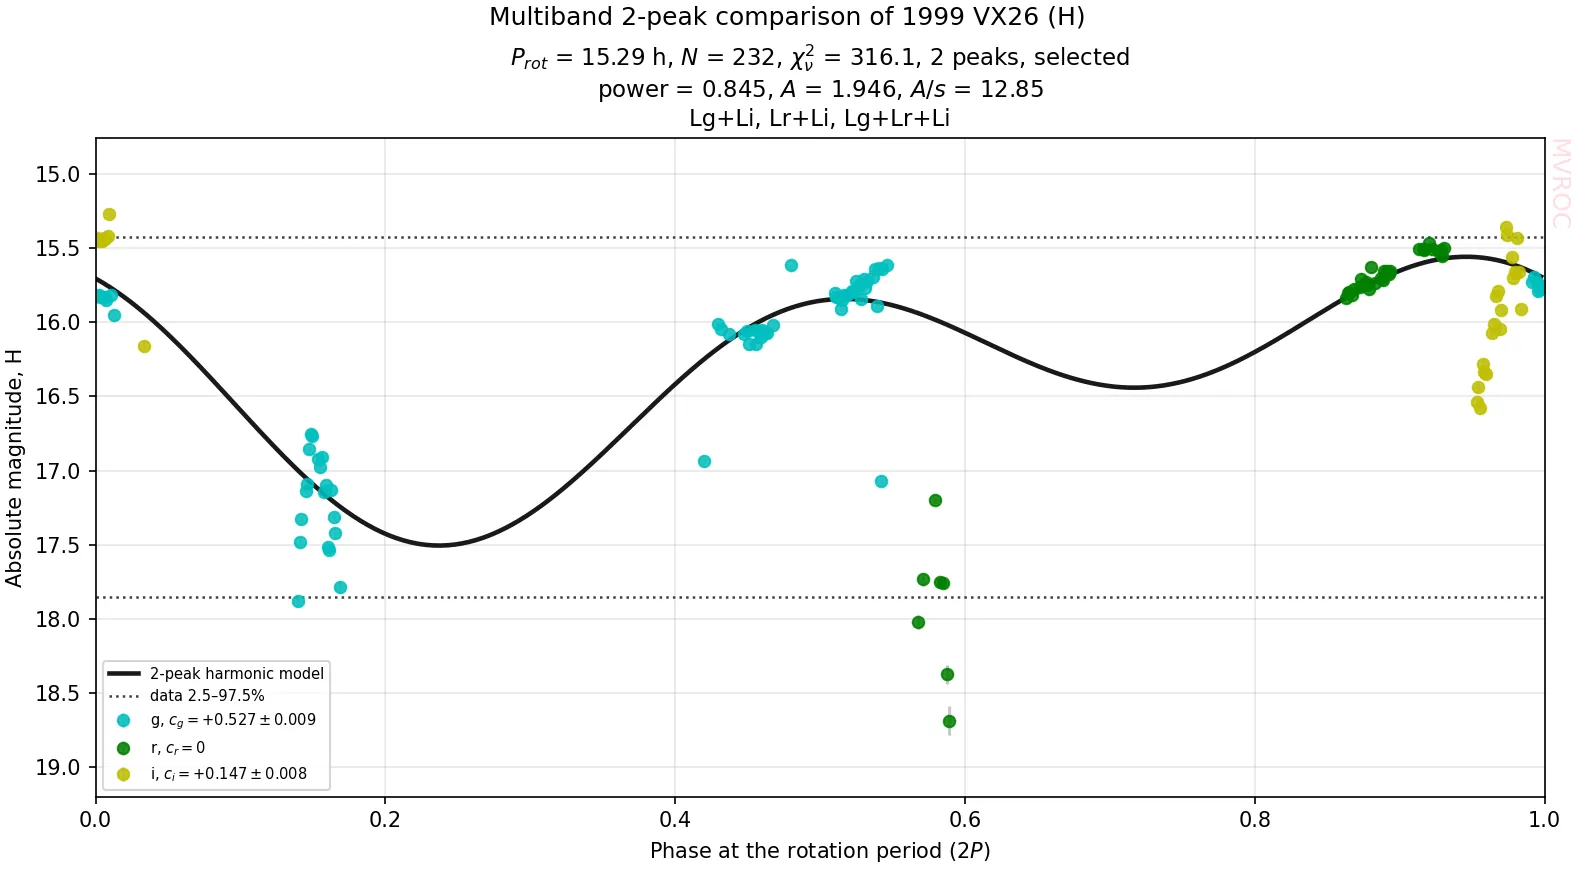 Multiband 2-peak comparison of 1999 VX26 (H)
P_rot = 15.29 h, N = 232, χ²_ν = 316.1, 2 peaks, selected
power = 0.845, A = 1.946, A/s = 12.85
Lg+Li, Lr+Li, Lg+Lr+Li
MVROC
Absolute magnitude, H
15.0
15.5
16.0
16.5
17.0
17.5
18.0
18.5
19.0
2-peak harmonic model
data 2.5–97.5%
g, c_g = +0.527 ± 0.009
r, c_r = 0
i, c_i = +0.147 ± 0.008
0.0 0.2 0.4 0.6 0.8 1.0
Phase at the rotation period (2P)